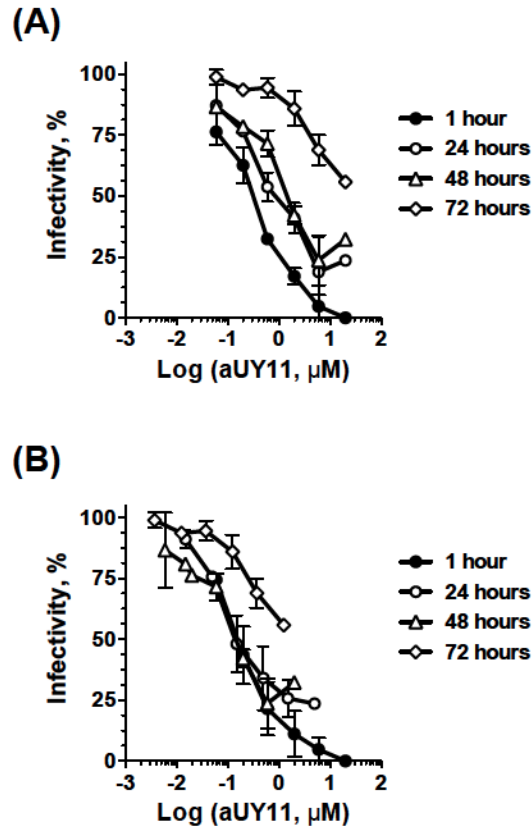 (A)
100
75
50
25
0
Infectivity, %
-3 -2 -1 0 1 2
Log (aUY11, µM)
1 hour
24 hours
48 hours
72 hours
(B)
100
75
50
25
0
Infectivity, %
-3 -2 -1 0 1 2
Log (aUY11, µM)
1 hour
24 hours
48 hours
72 hours